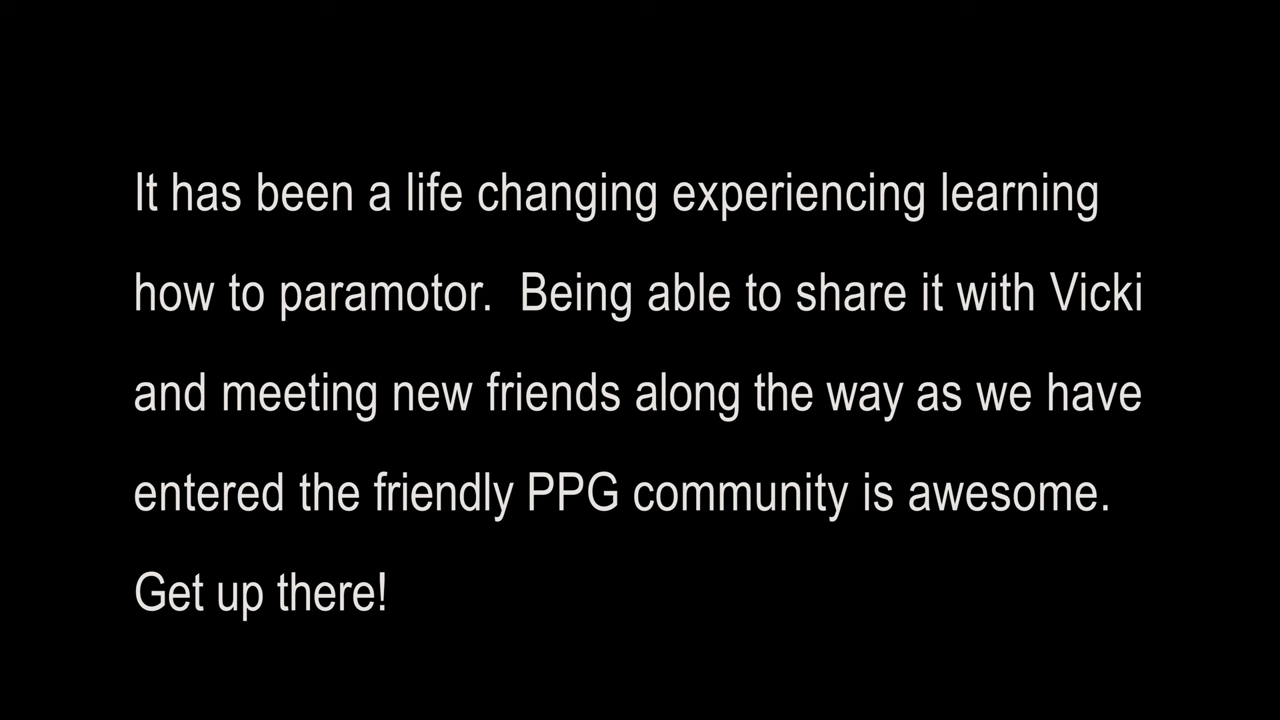 It has been a life changing experiencing learning
how to paramotor.  Being able to share it with Vicki
and meeting new friends along the way as we have
entered the friendly PPG community is awesome.
Get up there!